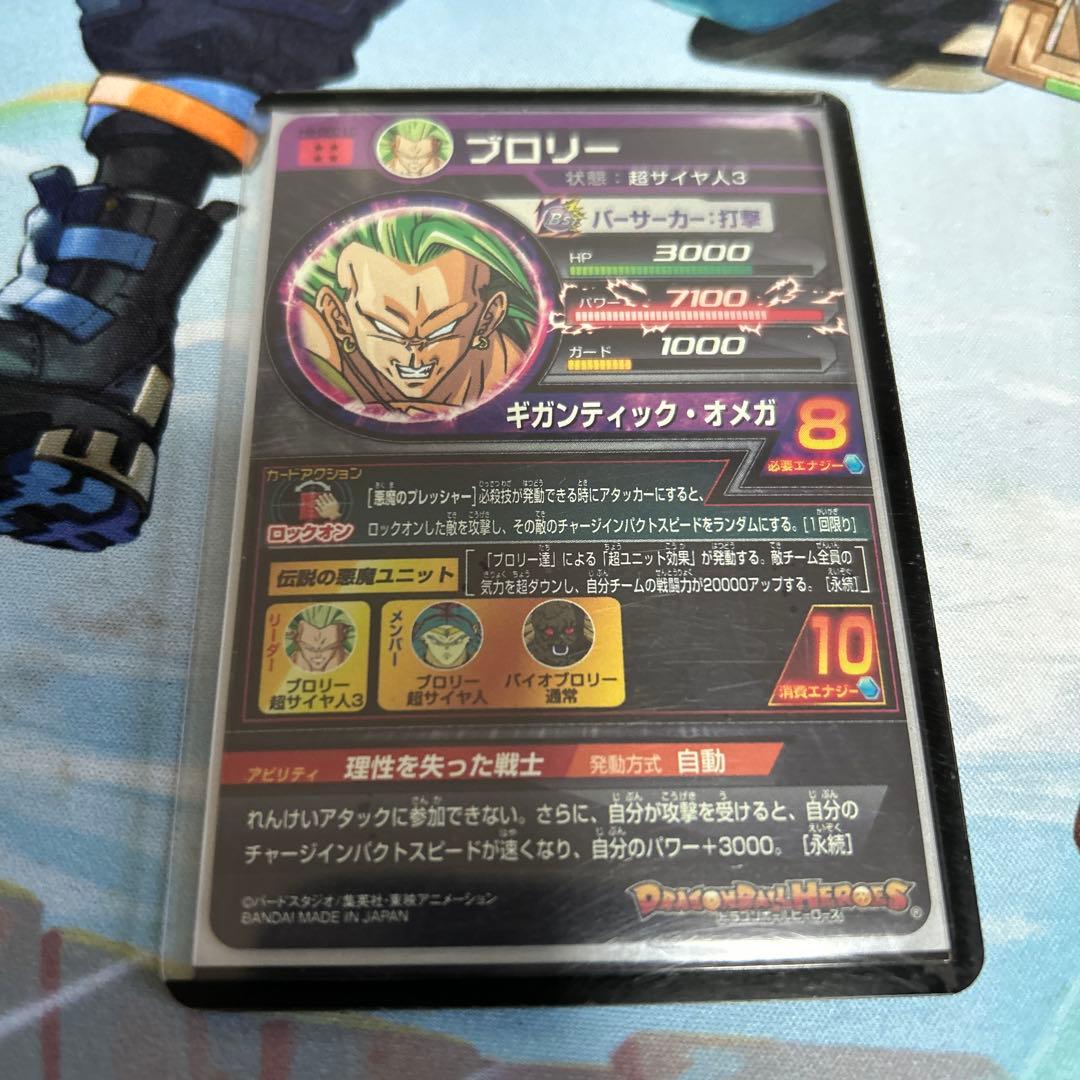 ブロリー
状態：超サイヤ人3
バーサーカー：打撃
HP 3000
パワー 7100
ガード 1000
ギガンティック・オメガ 8
必要エナジー
カードアクション
ロックオン
[悪魔のプレッシャー]必殺技が発動できる時にアタッカーにすると、
ロックオンした敵を攻撃し、その敵のチャージインパクトスピードをランダムにする。[1回限り]
伝説の悪魔ユニット
「ブロリー達」による「超ユニット効果」が発動する。敵チーム全員の
気力を超ダウンし、自分チームの戦闘力が20000アップする。[永続]
リーダー
ブロリー
超サイヤ人3
メンバー
ブロリー
超サイヤ人
バイオブロリー
通常
10
消費エナジー
アビリティ 理性を失った戦士 発動方式 自動
れんけいアタックに参加できない。さらに、自分が攻撃を受けると、自分の
チャージインパクトスピードが速くなり、自分のパワー＋3000。[永続]
©バードスタジオ/集英社・東映アニメーション
BANDAI MADE IN JAPAN
DRAGONBALL HEROES
ドラゴンボールヒーローズ